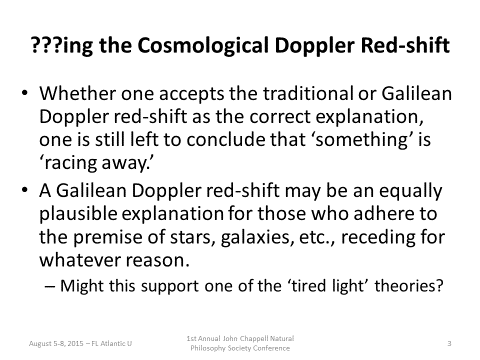 ???ing the Cosmological Doppler Red-shift
• Whether one accepts the traditional or Galilean
Doppler red-shift as the correct explanation,
one is still left to conclude that ‘something’ is
‘racing away.’
• A Galilean Doppler red-shift may be an equally
plausible explanation for those who adhere to
the premise of stars, galaxies, etc., receding for
whatever reason.
– Might this support one of the ‘tired light’ theories?
August 5-8, 2015 – FL Atlantic U
1st Annual John Chappell Natural
Philosophy Society Conference
3